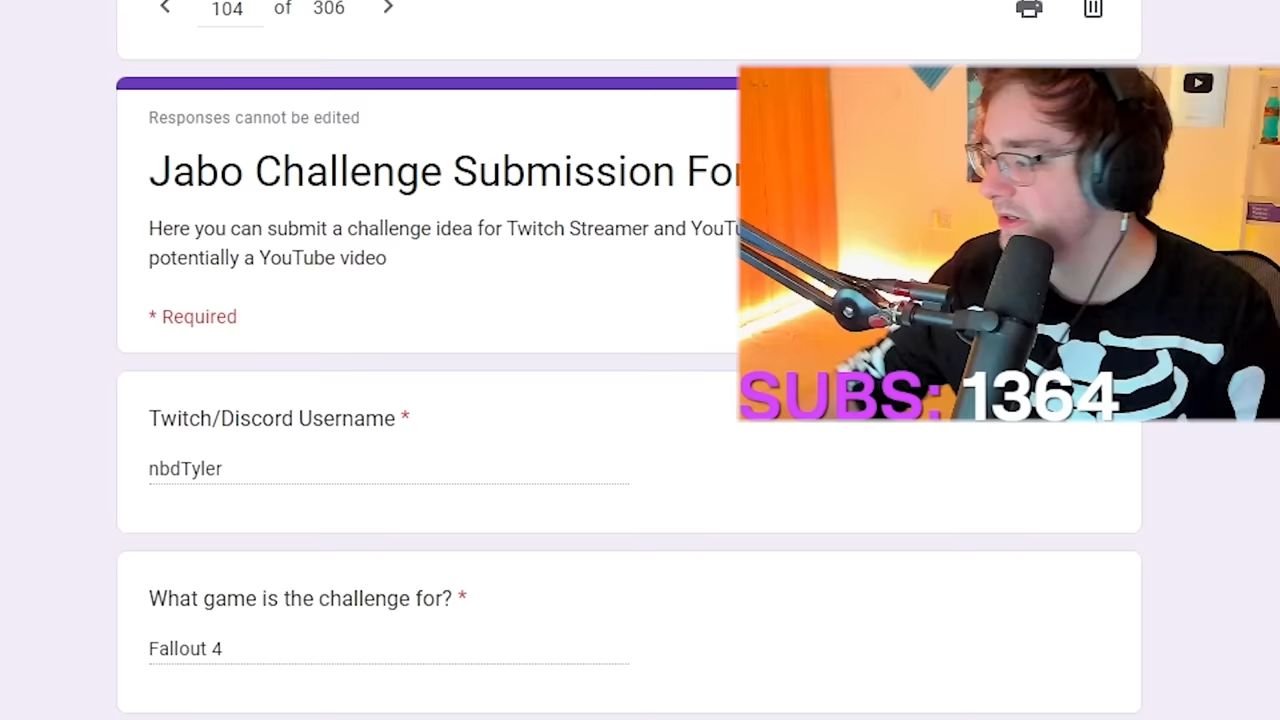 104 of 306
Responses cannot be edited
Jabo Challenge Submission For
Here you can submit a challenge idea for Twitch Streamer and YouTu
potentially a YouTube video
* Required
SUBS: 1364
Twitch/Discord Username *
nbdTyler
What game is the challenge for? *
Fallout 4